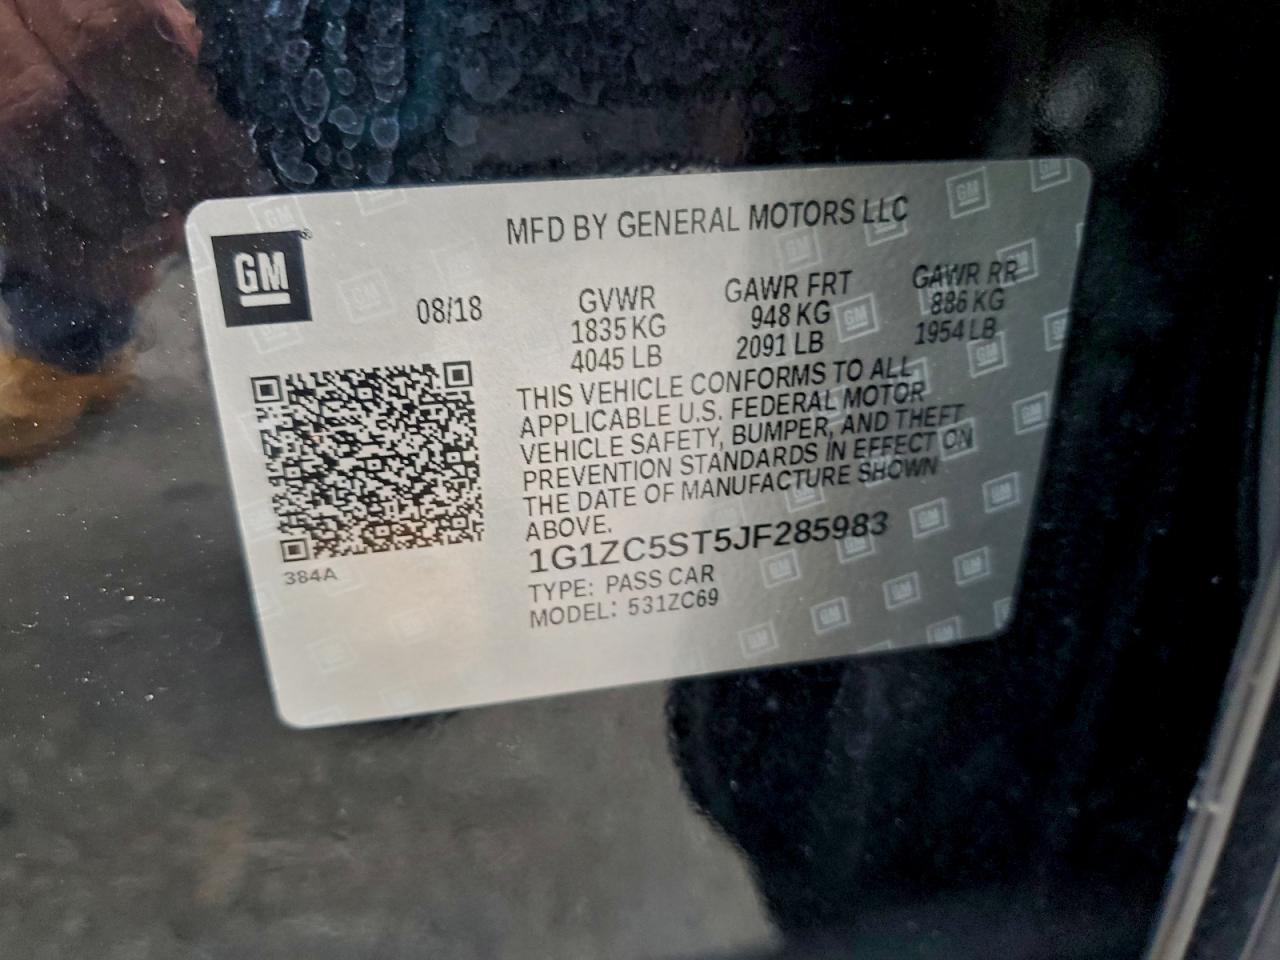 MFD BY GENERAL MOTORS LLC
GM
08/18
GVWR
1835 KG
4045 LB
GAWR FRT
948 KG
2091 LB
GAWR RR
886 KG
1954 LB
THIS VEHICLE CONFORMS TO ALL
APPLICABLE U.S. FEDERAL MOTOR
VEHICLE SAFETY, BUMPER, AND THEFT
PREVENTION STANDARDS IN EFFECT ON
THE DATE OF MANUFACTURE SHOWN
ABOVE.
1G1ZC5ST5JF285983
TYPE: PASS CAR
MODEL: 531ZC69
384A